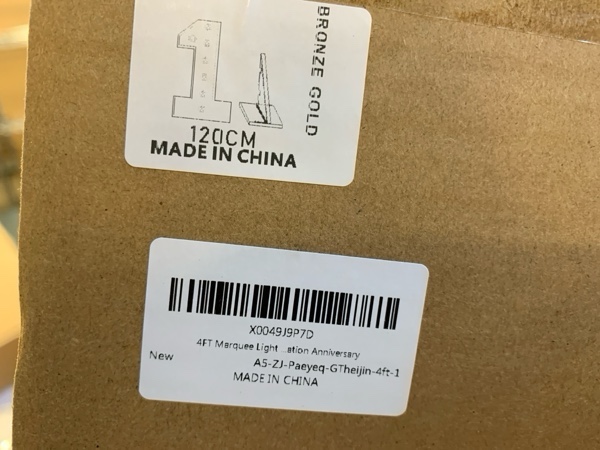 1
BRONZE GOLD
120CM
MADE IN CHINA
X0049J9P7D
4FT Marquee Light ...ation Anniversary
New
A5-ZJ-Paeyeq-GTheijin-4ft-1
MADE IN CHINA